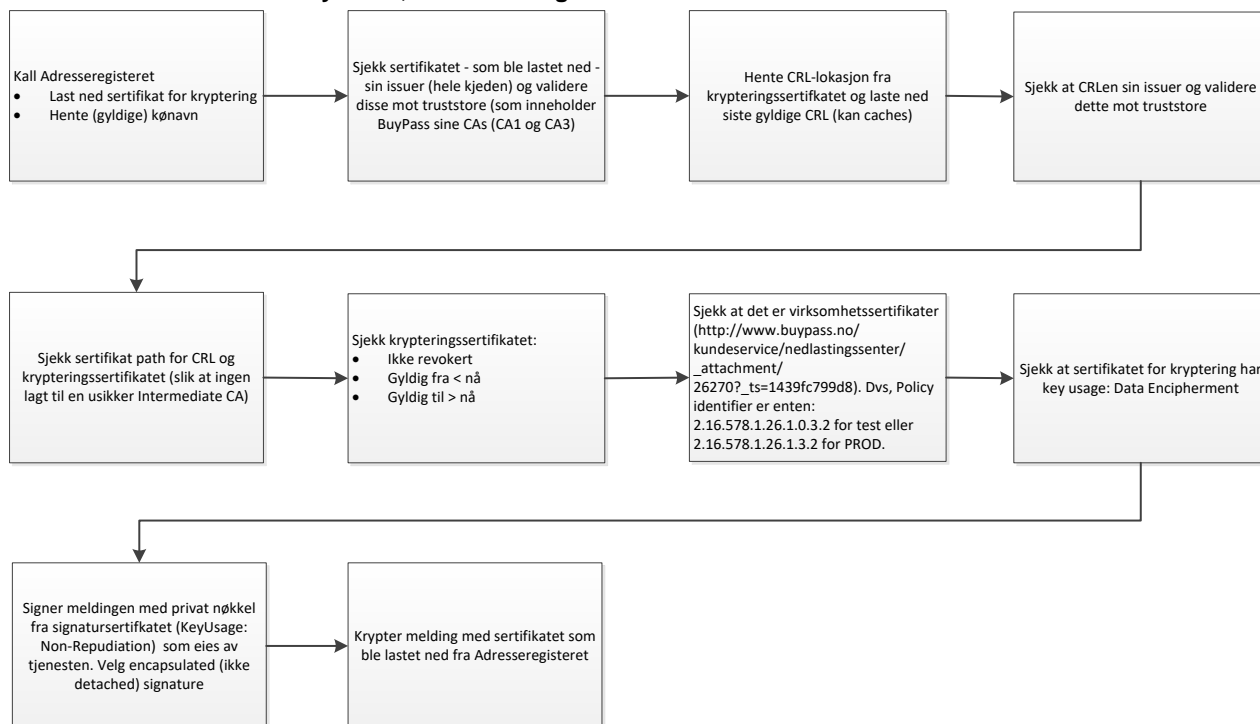 Kall Adresseregisteret
• Last ned sertifikat for kryptering
• Hente (gyldige) kønavn
Sjekk sertifikatet - som ble lastet ned -
sin issuer (hele kjeden) og validere
disse mot truststore (som inneholder
BuyPass sine CAs (CA1 og CA3)
Hente CRL-lokasjon fra
krypteringssertifkatet og laste ned
siste gyldige CRL (kan caches)
Sjekk at CRLen sin issuer og validere
dette mot truststore
Sjekk sertifikat path for CRL og
krypteringssertifikatet (slik at ingen
lagt til en usikker Intermediate CA)
Sjekk krypteringssertifikatet:
• Ikke revokert
• Gyldig fra < nå
• Gyldig til > nå
Sjekk at det er virksomhetssertifikater
(http://www.buypass.no/
kundeservice/nedlastingssenter/
_attachment/
26270?_ts=1439fc799d8). Dvs, Policy
identifier er enten:
2.16.578.1.26.1.0.3.2 for test eller
2.16.578.1.26.1.3.2 for PROD.
Sjekk at sertifikatet for kryptering har
key usage: Data Encipherment
Signer meldingen med privat nøkkel
fra signatursertifkatet (KeyUsage:
Non-Repudiation) som eies av
tjenesten. Velg encapsulated (ikke
detached) signature
Krypter melding med sertifikatet som
ble lastet ned fra Adresseregisteret